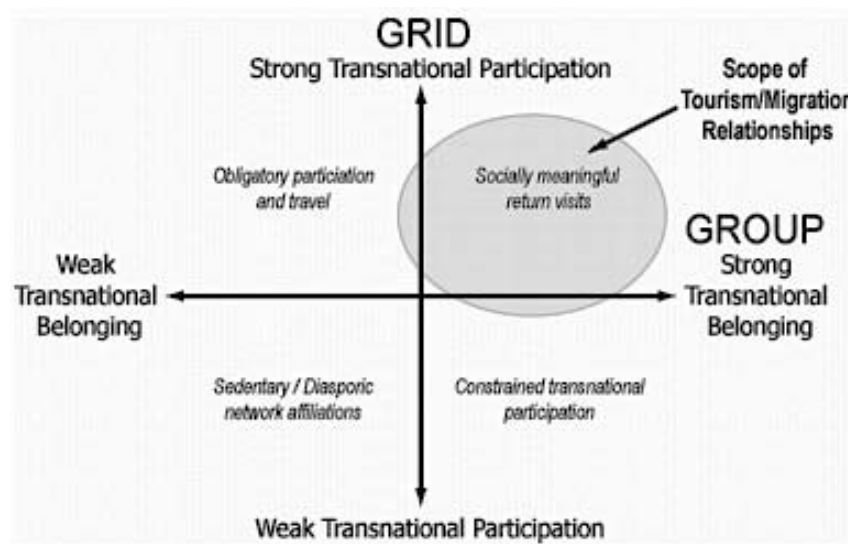 GRID
Strong Transnational Participation
Scope of
Tourism/Migration
Relationships
Obligatory particiation
and travel
Socially meaningful
return visits
GROUP
Weak
Transnational
Belonging
Strong
Transnational
Belonging
Sedentary / Diasporic
network affiliations
Constrained transnational
participation
Weak Transnational Participation